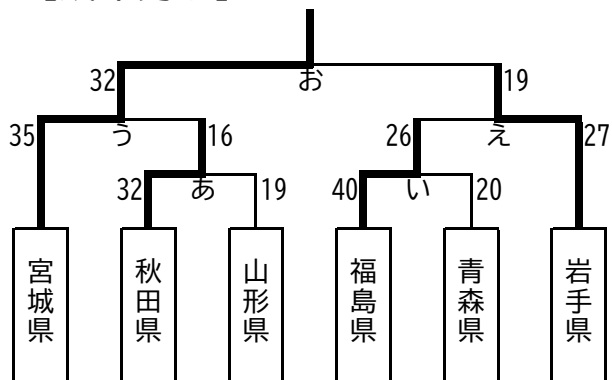 32 お 19
35 う 16 26 え 27
32 あ 19 40 い 20
宮城県
秋田県
山形県
福島県
青森県
岩手県